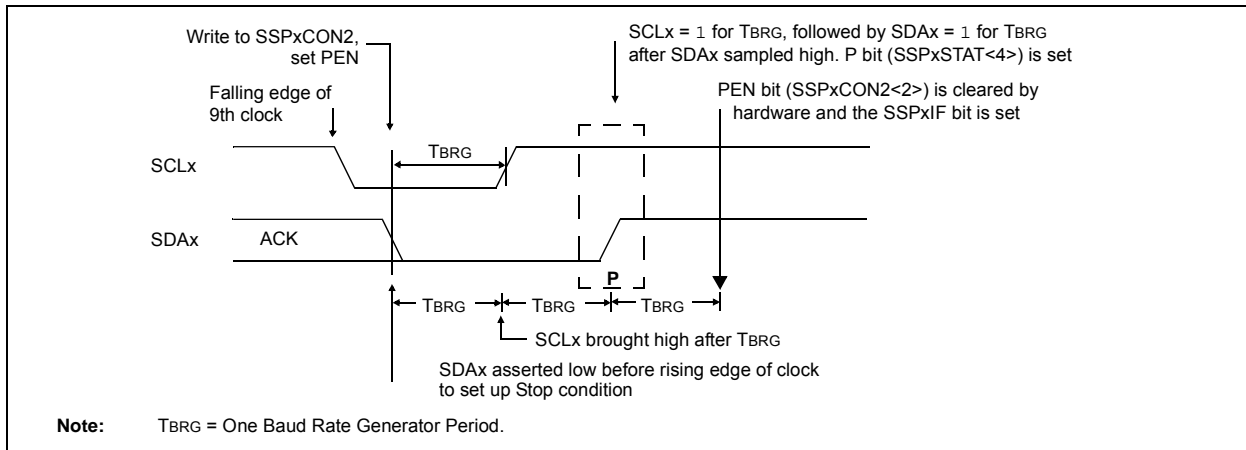 Write to SSPxCON2,
set PEN
SCLx = 1 for TBRG, followed by SDAx = 1 for TBRG
after SDAx sampled high. P bit (SSPxSTAT<4>) is set
Falling edge of
9th clock
PEN bit (SSPxCON2<2>) is cleared by
hardware and the SSPxIF bit is set
TBRG
SCLx
SDAx
ACK
P
TBRG
TBRG
TBRG
SCLx brought high after TBRG
SDAx asserted low before rising edge of clock
to set up Stop condition
Note: TBRG = One Baud Rate Generator Period.